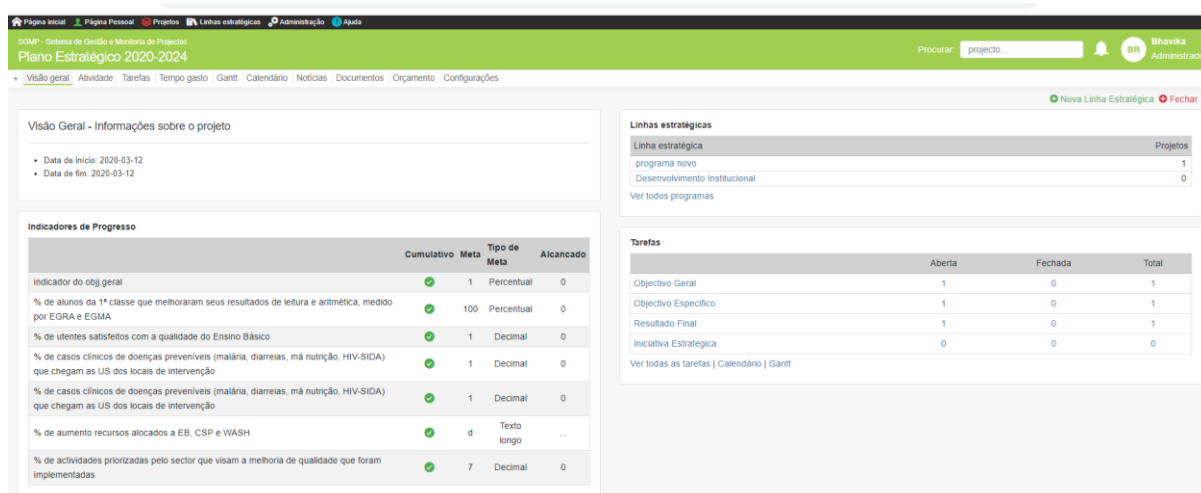 Página inicial Página Pessoal Projetos Linhas estratégicas Administração Ajuda
SGMP - Sistema de Gestão e Monitoria de Projectos
Plano Estratégico 2020-2024
Procurar: projecto...
BR
Bhavika
Administrad
+ Visão geral Atividade Tarefas Tempo gasto Gantt Calendário Notícias Documentos Orçamento Configurações
Nova Linha Estratégica Fechar
Visão Geral - Informações sobre o projeto
• Data de início: 2020-03-12
• Data de fim: 2020-03-12
Indicadores de Progresso
Cumulativo Meta Tipo de Meta Alcancado
indicador do obj.geral 1 Percentual 0
% de alunos da 1ª classe que melhoraram seus resultados de leitura e aritmética, medido
por EGRA e EGMA 100 Percentual 0
% de utentes satisfeitos com a qualidade do Ensino Básico 1 Decimal 0
% de casos clínicos de doenças preveníveis (malária, diarreias, má nutrição, HIV-SIDA)
que chegam as US dos locais de intervenção 1 Decimal 0
% de casos clínicos de doenças preveníveis (malária, diarreias, má nutrição, HIV-SIDA)
que chegam as US dos locais de intervenção 1 Decimal 0
% de aumento recursos alocados a EB, CSP e WASH d Texto longo ...
% de actividades priorizadas pelo sector que visam a melhoria de qualidade que foram
implementadas 7 Decimal 0
Linhas estratégicas
Linha estratégica Projetos
programa novo 1
Desenvolvimento Institucional 0
Ver todos programas
Tarefas
Aberta Fechada Total
Objectivo Geral 1 0 1
Objectivo Especifico 1 0 1
Resultado Final 1 0 1
Iniciativa Estrategica 0 0 0
Ver todas as tarefas | Calendário | Gantt